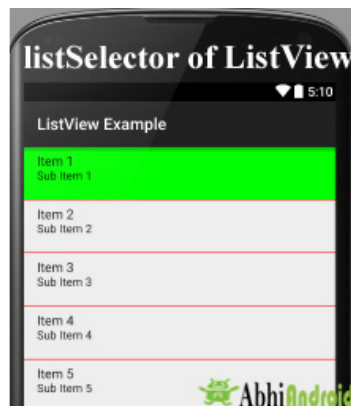 listSelector of ListView
5:10
ListView Example
Item 1
Sub Item 1
Item 2
Sub Item 2
Item 3
Sub Item 3
Item 4
Sub Item 4
Item 5
Sub Item 5
AbhiAndroid